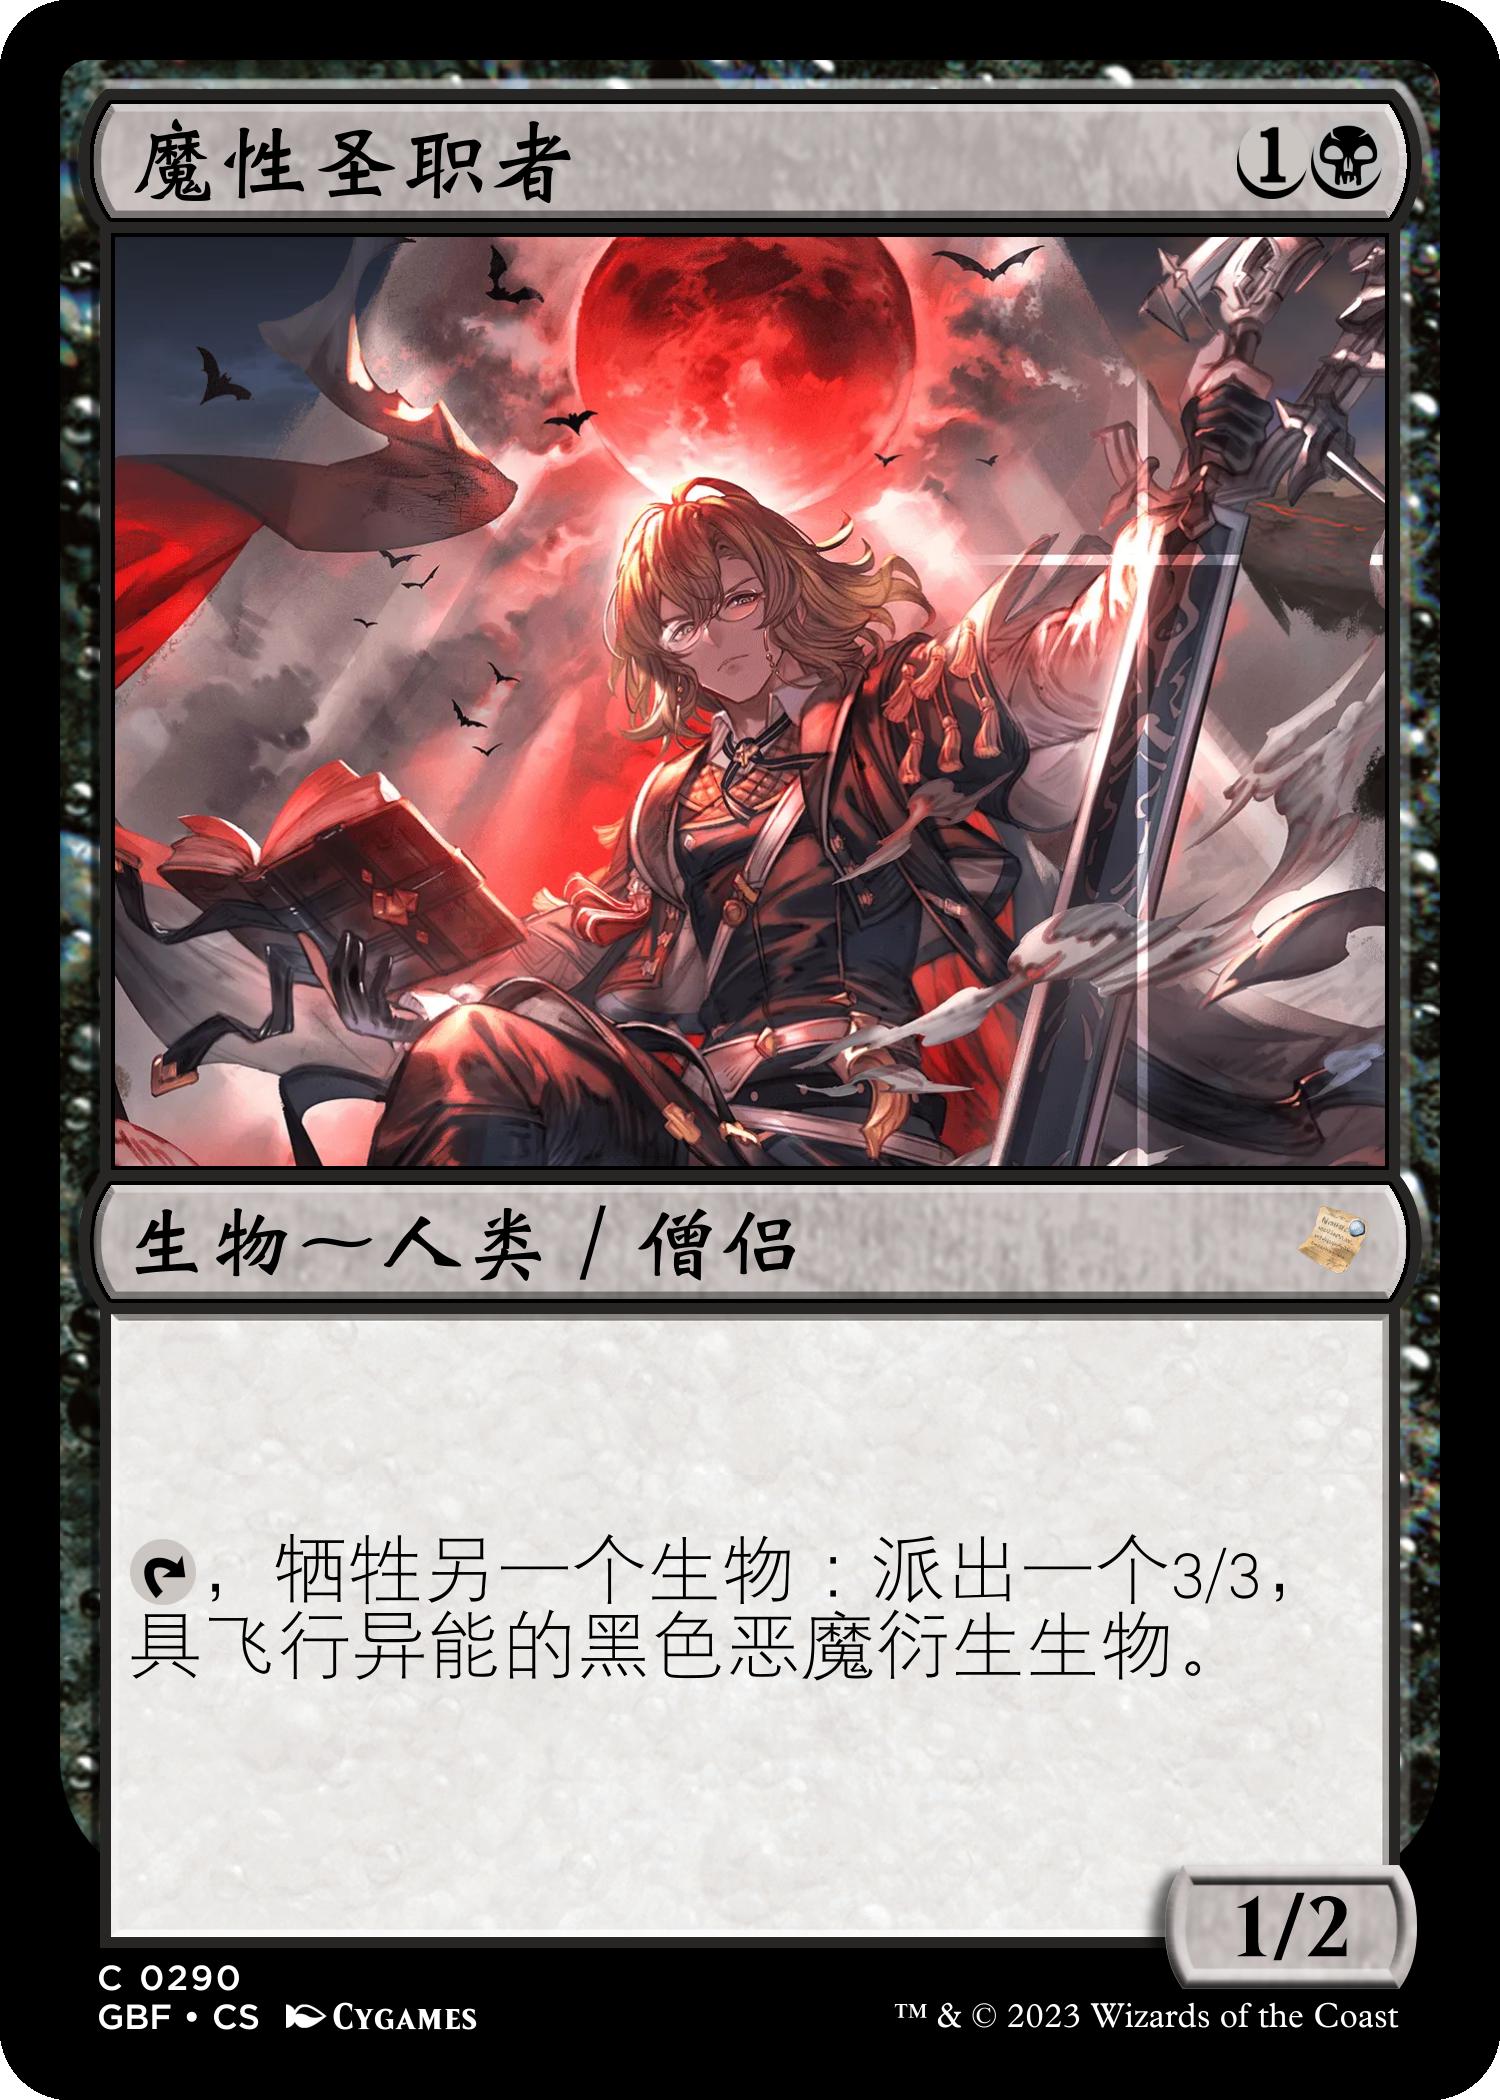 魔性圣职者
1
生物～人类 / 僧侣
，牺牲另一个生物：派出一个3/3，
具飞行异能的黑色恶魔衍生生物。
1/2
C 0290
GBF • CS CYGAMES
™ & © 2023 Wizards of the Coast